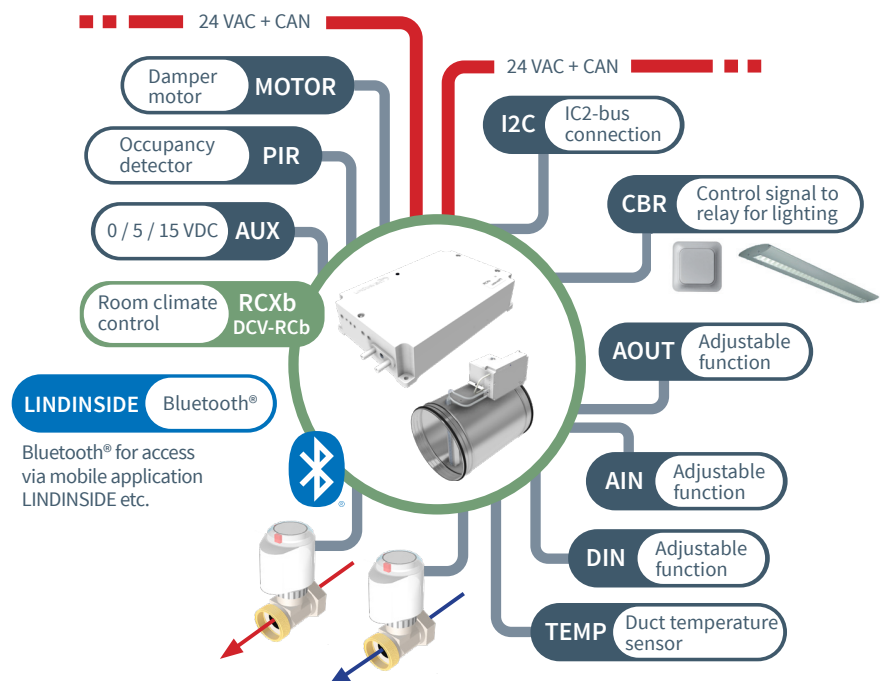 24 VAC + CAN
24 VAC + CAN
Damper
motor
MOTOR
I2C
IC2-bus
connection
Occupancy
detector
PIR
CBR
Control signal to
relay for lighting
0 / 5 / 15 VDC
AUX
Room climate
control
RCXb
DCV-RCb
AOUT
Adjustable
function
LINDINSIDE
Bluetooth®
Bluetooth® for access
via mobile application
LINDINSIDE etc.
®
AIN
Adjustable
function
DIN
Adjustable
function
TEMP
Duct temperature
sensor